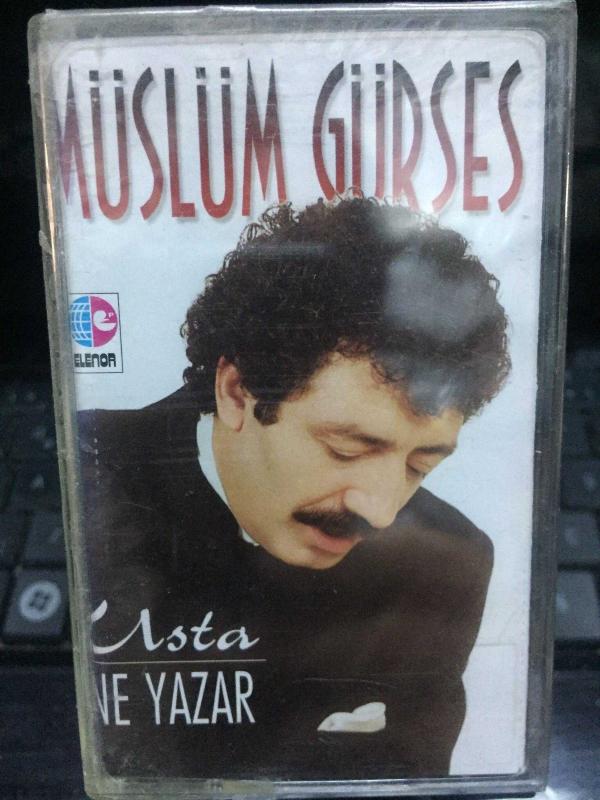 MÜSLÜM GÜRSES
ELENOR
Usta
NE YAZAR